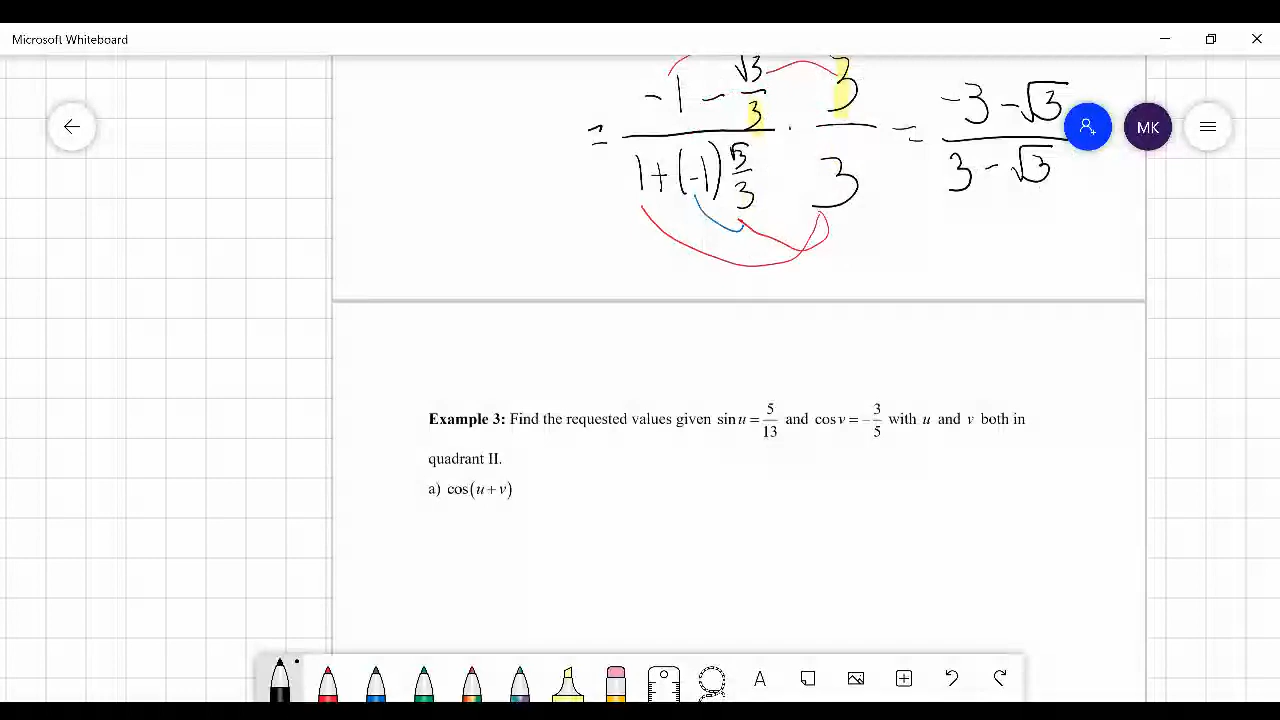 Microsoft Whiteboard
= (-1 - √3/3) / (1 + (-1) √3/3) · 3/3 = (-3 - √3) / (3 - √3)
MK
Example 3: Find the requested values given sin u = 5/13 and cos v = -3/5 with u and v both in
quadrant II.
a) cos(u + v)
A